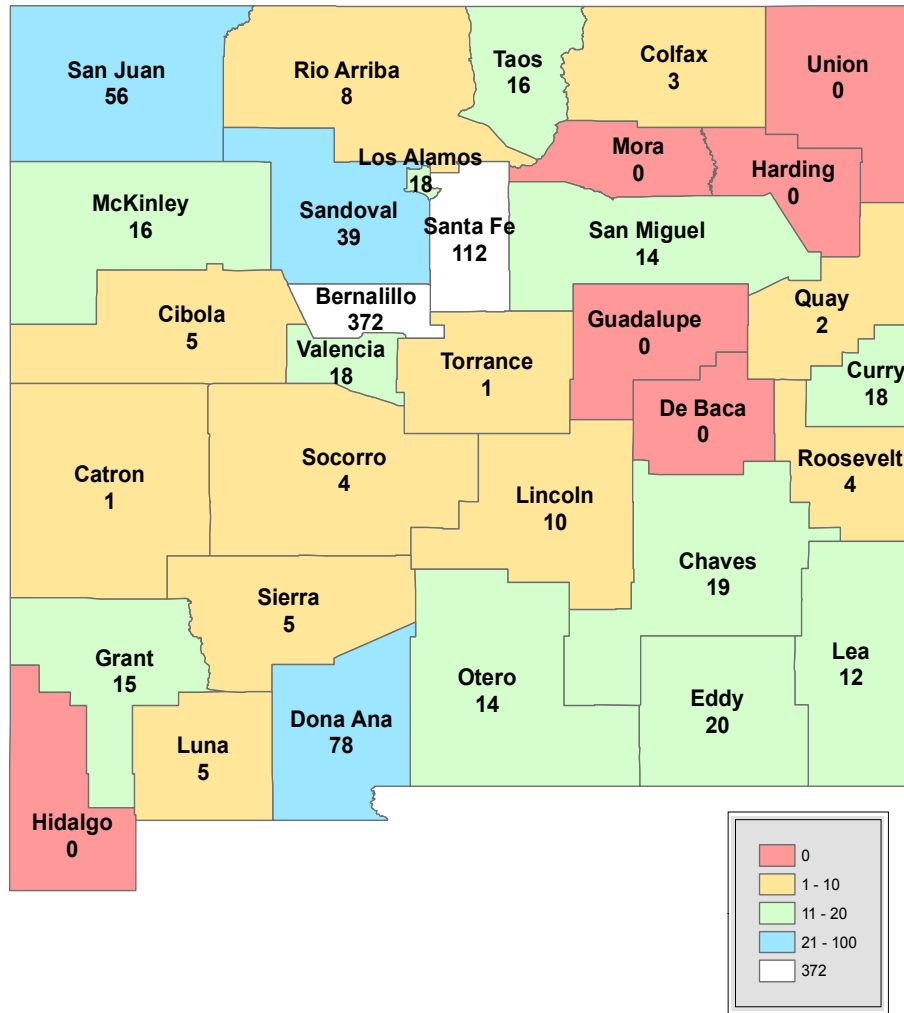 San Juan
56
Rio Arriba
8
Taos
16
Colfax
3
Union
0
Mora
0
Harding
0
Los Alamos
18
McKinley
16
Sandoval
39
Santa Fe
112
San Miguel
14
Bernalillo
372
Cibola
5
Valencia
18
Torrance
1
Guadalupe
0
Quay
2
Curry
18
De Baca
0
Roosevelt
4
Catron
1
Socorro
4
Lincoln
10
Chaves
19
Sierra
5
Grant
15
Otero
14
Eddy
20
Lea
12
Dona Ana
78
Luna
5
Hidalgo
0
0
1 - 10
11 - 20
21 - 100
372